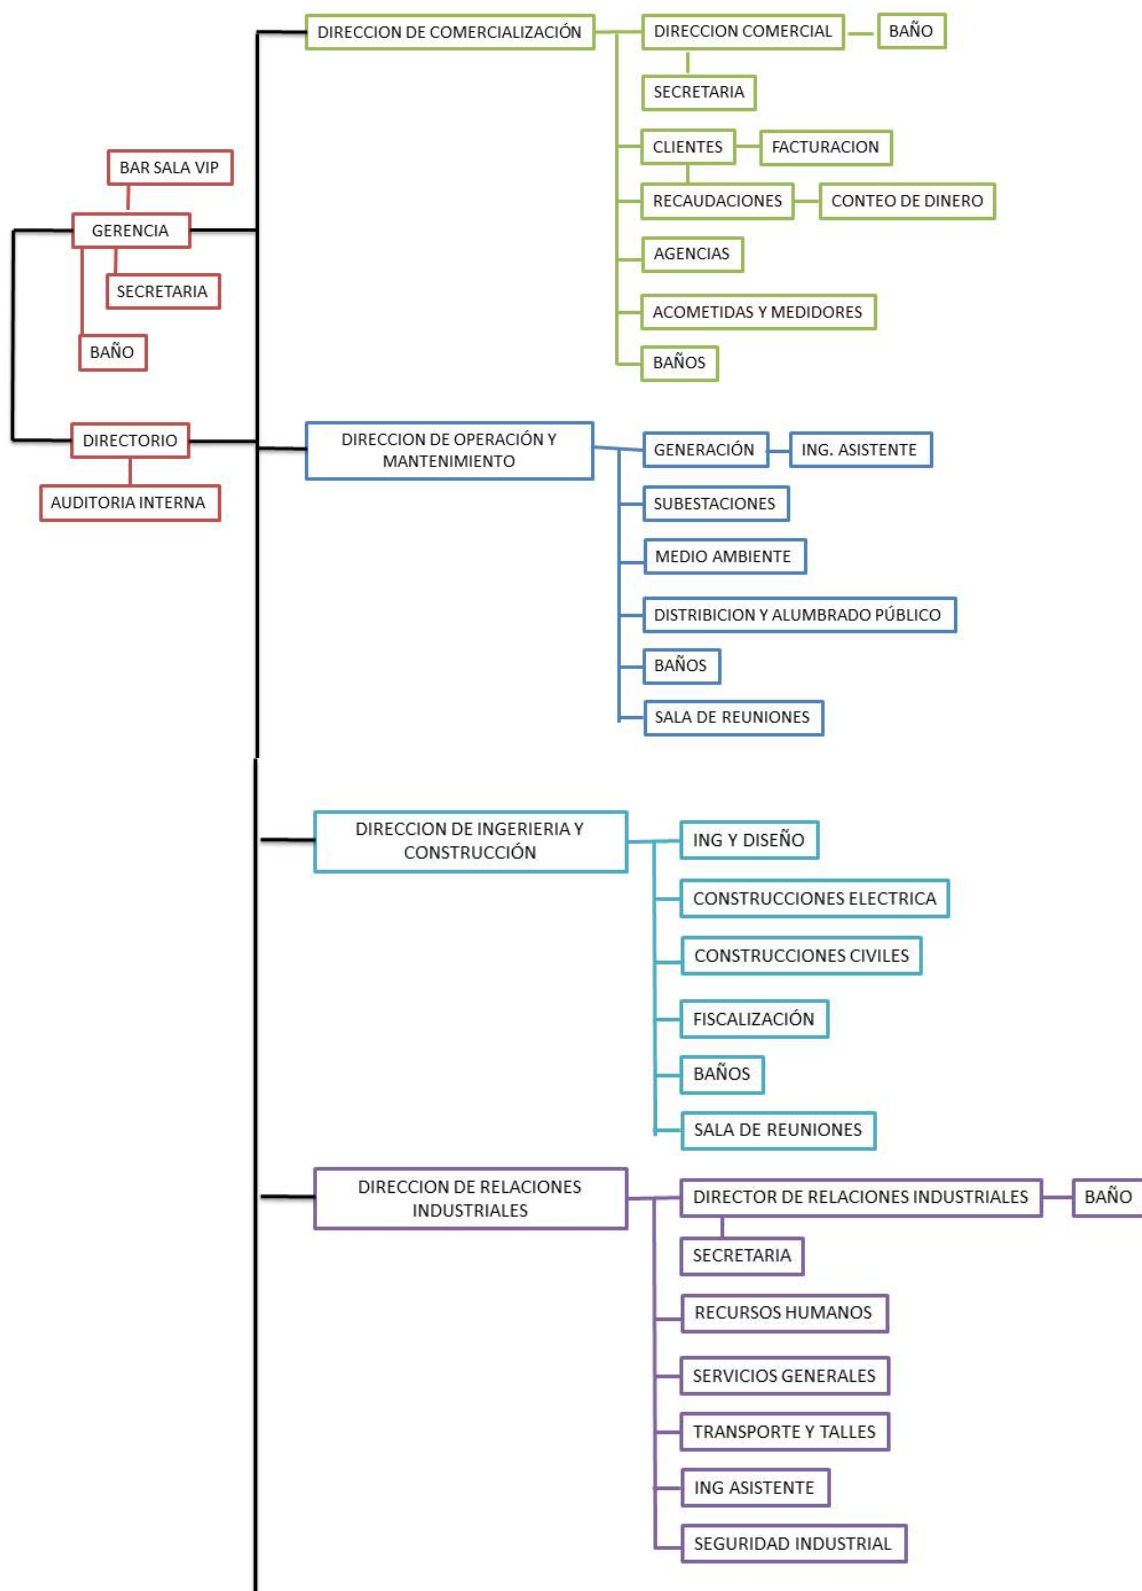 DIRECCION DE COMERCIALIZACIÓN
DIRECCION COMERCIAL
BAÑO
SECRETARIA
CLIENTES
FACTURACION
RECAUDACIONES
CONTEO DE DINERO
AGENCIAS
ACOMETIDAS Y MEDIDORES
BAÑOS
BAR SALA VIP
GERENCIA
SECRETARIA
BAÑO
DIRECTORIO
AUDITORIA INTERNA
DIRECCION DE OPERACIÓN Y
MANTENIMIENTO
GENERACIÓN
ING. ASISTENTE
SUBESTACIONES
MEDIO AMBIENTE
DISTRIBICION Y ALUMBRADO PÚBLICO
BAÑOS
SALA DE REUNIONES
DIRECCION DE INGERIERIA Y
CONSTRUCCIÓN
ING Y DISEÑO
CONSTRUCCIONES ELECTRICA
CONSTRUCCIONES CIVILES
FISCALIZACIÓN
BAÑOS
SALA DE REUNIONES
DIRECCION DE RELACIONES
INDUSTRIALES
DIRECTOR DE RELACIONES INDUSTRIALES
BAÑO
SECRETARIA
RECURSOS HUMANOS
SERVICIOS GENERALES
TRANSPORTE Y TALLES
ING ASISTENTE
SEGURIDAD INDUSTRIAL